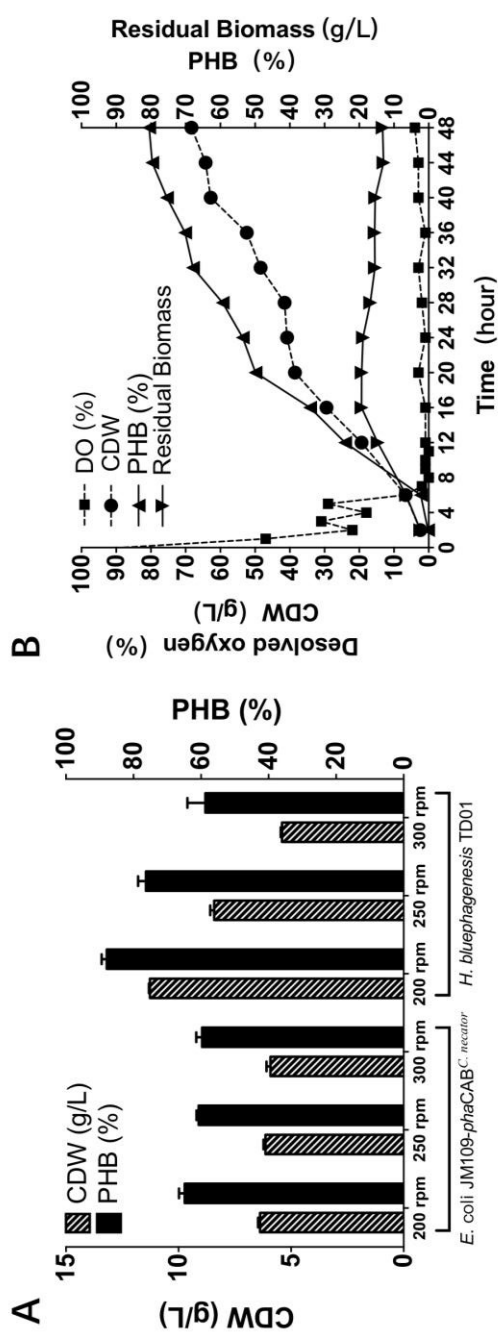 A
CDW (g/L)
PHB (%)
CDW (g/L)
15
10
5
0
PHB (%)
100
80
60
40
20
0
200 rpm
250 rpm
300 rpm
200 rpm
250 rpm
300 rpm
E. coli JM109-phaCAB^C. necator
H. bluephagenesis TD01
B
DO (%)
CDW
PHB (%)
Residual Biomass
Desolved oxygen (%)
CDW (g/L)
100
90
80
70
60
50
40
30
20
10
0
Residual Biomass (g/L)
PHB (%)
100
90
80
70
60
50
40
30
20
10
0
0
4
8
12
16
20
24
28
32
36
40
44
48
Time (hour)